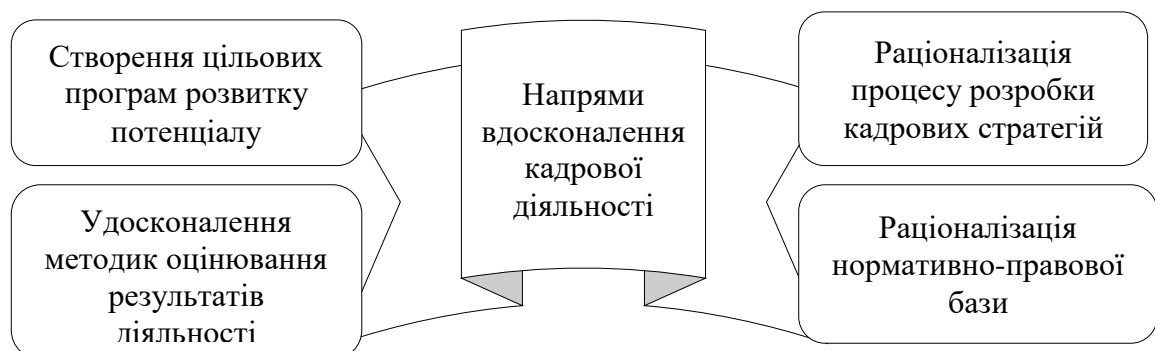 Створення цільових
програм розвитку
потенціалу
Удосконалення
методик оцінювання
результатів
діяльності
Напрями
вдосконалення
кадрової
діяльності
Раціоналізація
процесу розробки
кадрових стратегій
Раціоналізація
нормативно-правової
бази